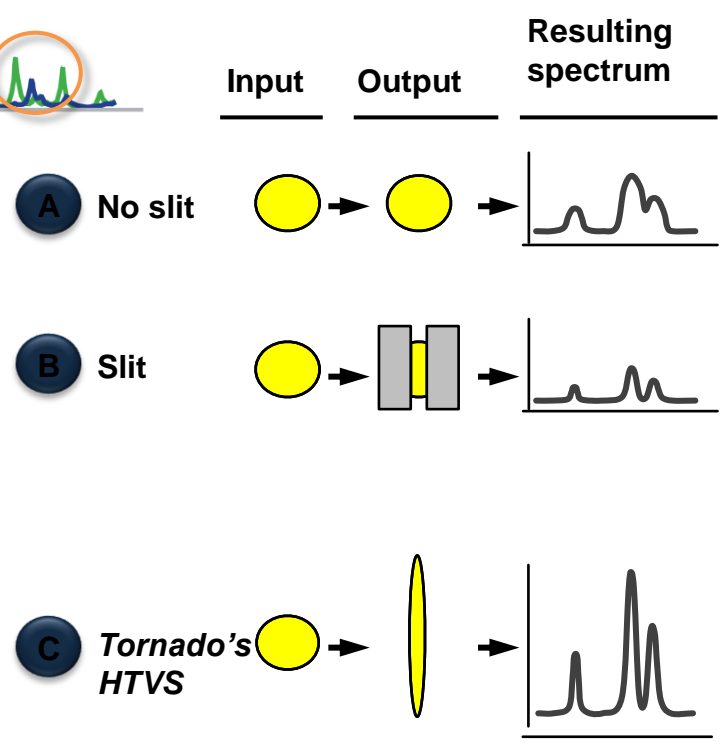 Input Output Resulting
spectrum
A No slit
B Slit
C Tornado's
HTVS